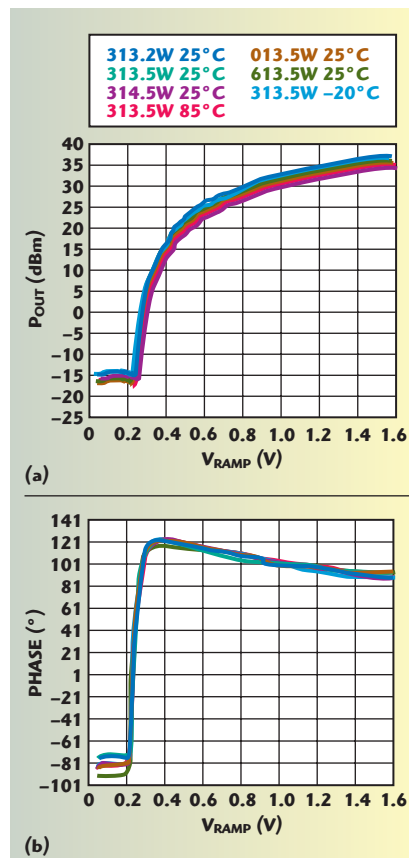 313.2W 25°C 013.5W 25°C
313.5W 25°C 613.5W 25°C
314.5W 25°C 313.5W –20°C
313.5W 85°C
40
35
30
25
20
15
10
5
0
–5
–10
–15
–20
–25
POUT (dBm)
0 0.2 0.4 0.6 0.8 1.0 1.2 1.4 1.6
VRAMP (V)
(a)
141
121
101
81
61
41
21
1
–21
–41
–61
–81
–101
PHASE (°)
0 0.2 0.4 0.6 0.8 1.0 1.2 1.4 1.6
VRAMP (V)
(b)